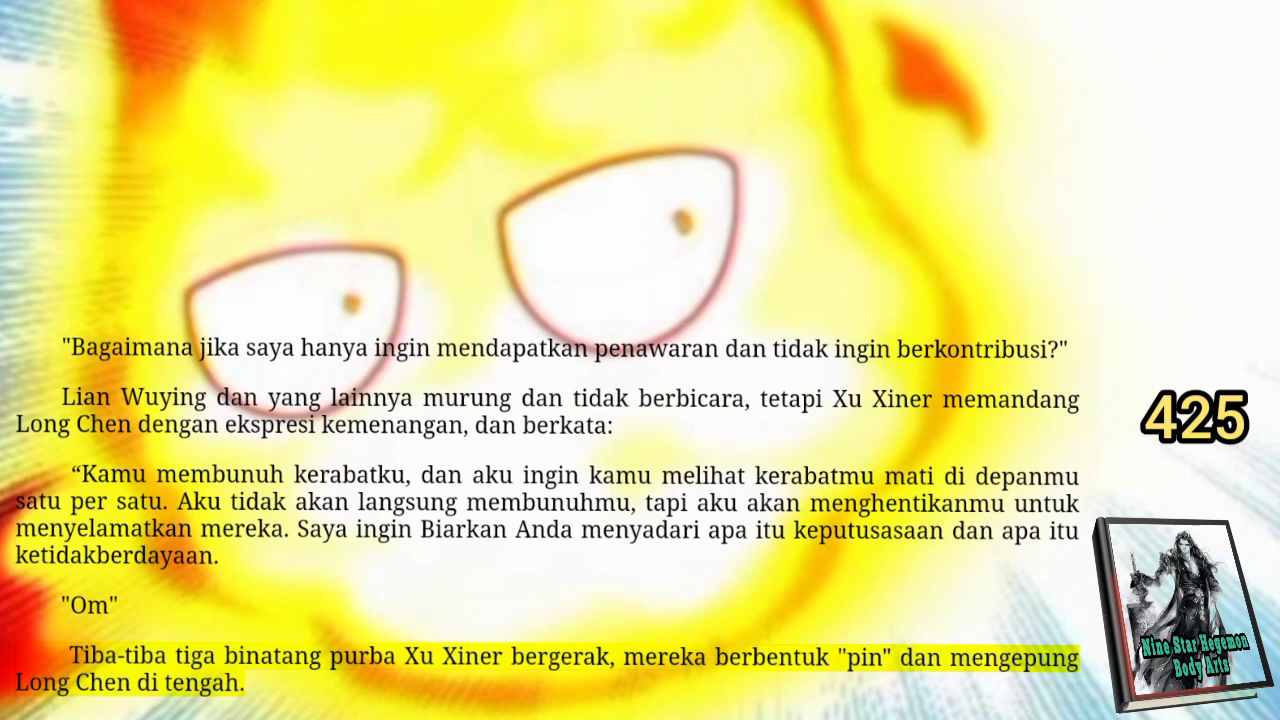 "Bagaimana jika saya hanya ingin mendapatkan penawaran dan tidak ingin berkontribusi?"
Lian Wuying dan yang lainnya murung dan tidak berbicara, tetapi Xu Xiner memandang
Long Chen dengan ekspresi kemenangan, dan berkata:
“Kamu membunuh kerabatku, dan aku ingin kamu melihat kerabatmu mati di depanmu
satu per satu. Aku tidak akan langsung membunuhmu, tapi aku akan menghentikanmu untuk
menyelamatkan mereka. Saya ingin Biarkan Anda menyadari apa itu keputusasaan dan apa itu
ketidakberdayaan.
"Om"
Tiba-tiba tiga binatang purba Xu Xiner bergerak, mereka berbentuk "pin" dan mengepung
Long Chen di tengah.
425
Nine Star Hegemon
Body Arts